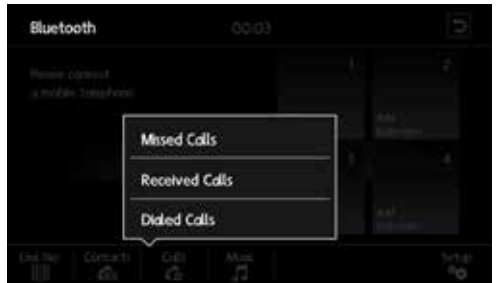 Bluetooth 00:03
Please connect
a mobile telephone
1 2
Add
Missed Calls
Received Calls
3 4
Dialed Calls
Add
Dial No. Contacts Calls Music Setup